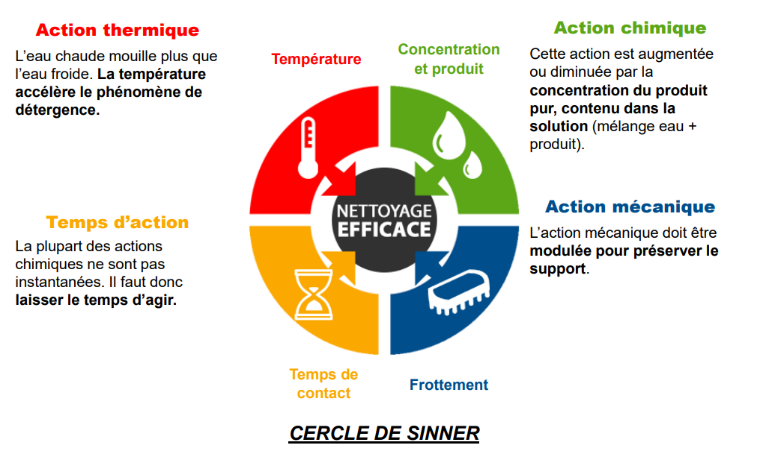 Action thermique
L'eau chaude mouille plus que
l'eau froide. La température
accélère le phénomène de
détergence.
Température
Concentration
et produit
Action chimique
Cette action est augmentée
ou diminuée par la
concentration du produit
pur, contenu dans la
solution (mélange eau +
produit).
NETTOYAGE
EFFICACE
Temps d'action
La plupart des actions
chimiques ne sont pas
instantanées. Il faut donc
laisser le temps d'agir.
Action mécanique
L'action mécanique doit être
modulée pour préserver le
support.
Temps de
contact
Frottement
CERCLE DE SINNER